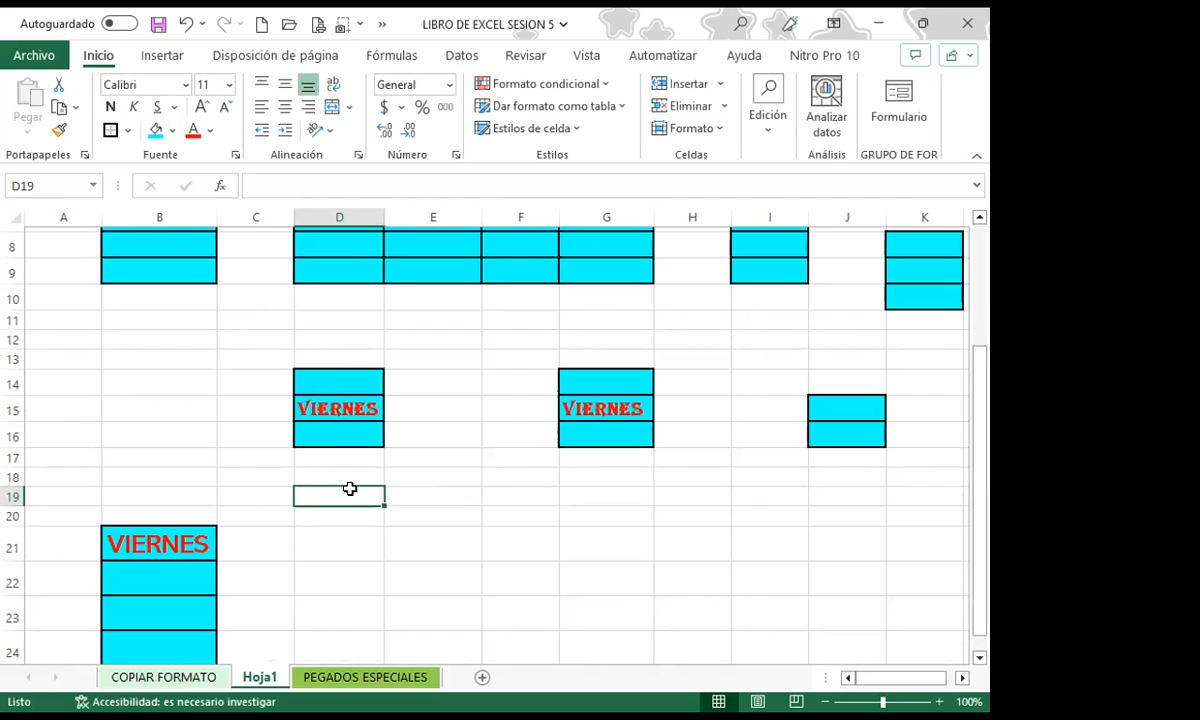 Autoguardado
LIBRO DE EXCEL SESION 5
Archivo Inicio Insertar Disposición de página Fórmulas Datos Revisar Vista Automatizar Ayuda Nitro Pro 10
Pegar
Portapapeles
Calibri 11
N K S A A
A
Fuente
ab
Alineación
General
$ % 000
Número
Formato condicional
Dar formato como tabla
Estilos de celda
Estilos
Insertar
Eliminar
Formato
Celdas
Edición
Analizar datos
Análisis
Formulario
GRUPO DE FOR
D19 fx
A B C D E F G H I J K
8
9
10
11
12
13
14
15 VIERNES VIERNES
16
17
18
19
20
21 VIERNES
22
23
24
COPIAR FORMATO Hoja1 PEGADOS ESPECIALES
Listo Accesibilidad: es necesario investigar 100%